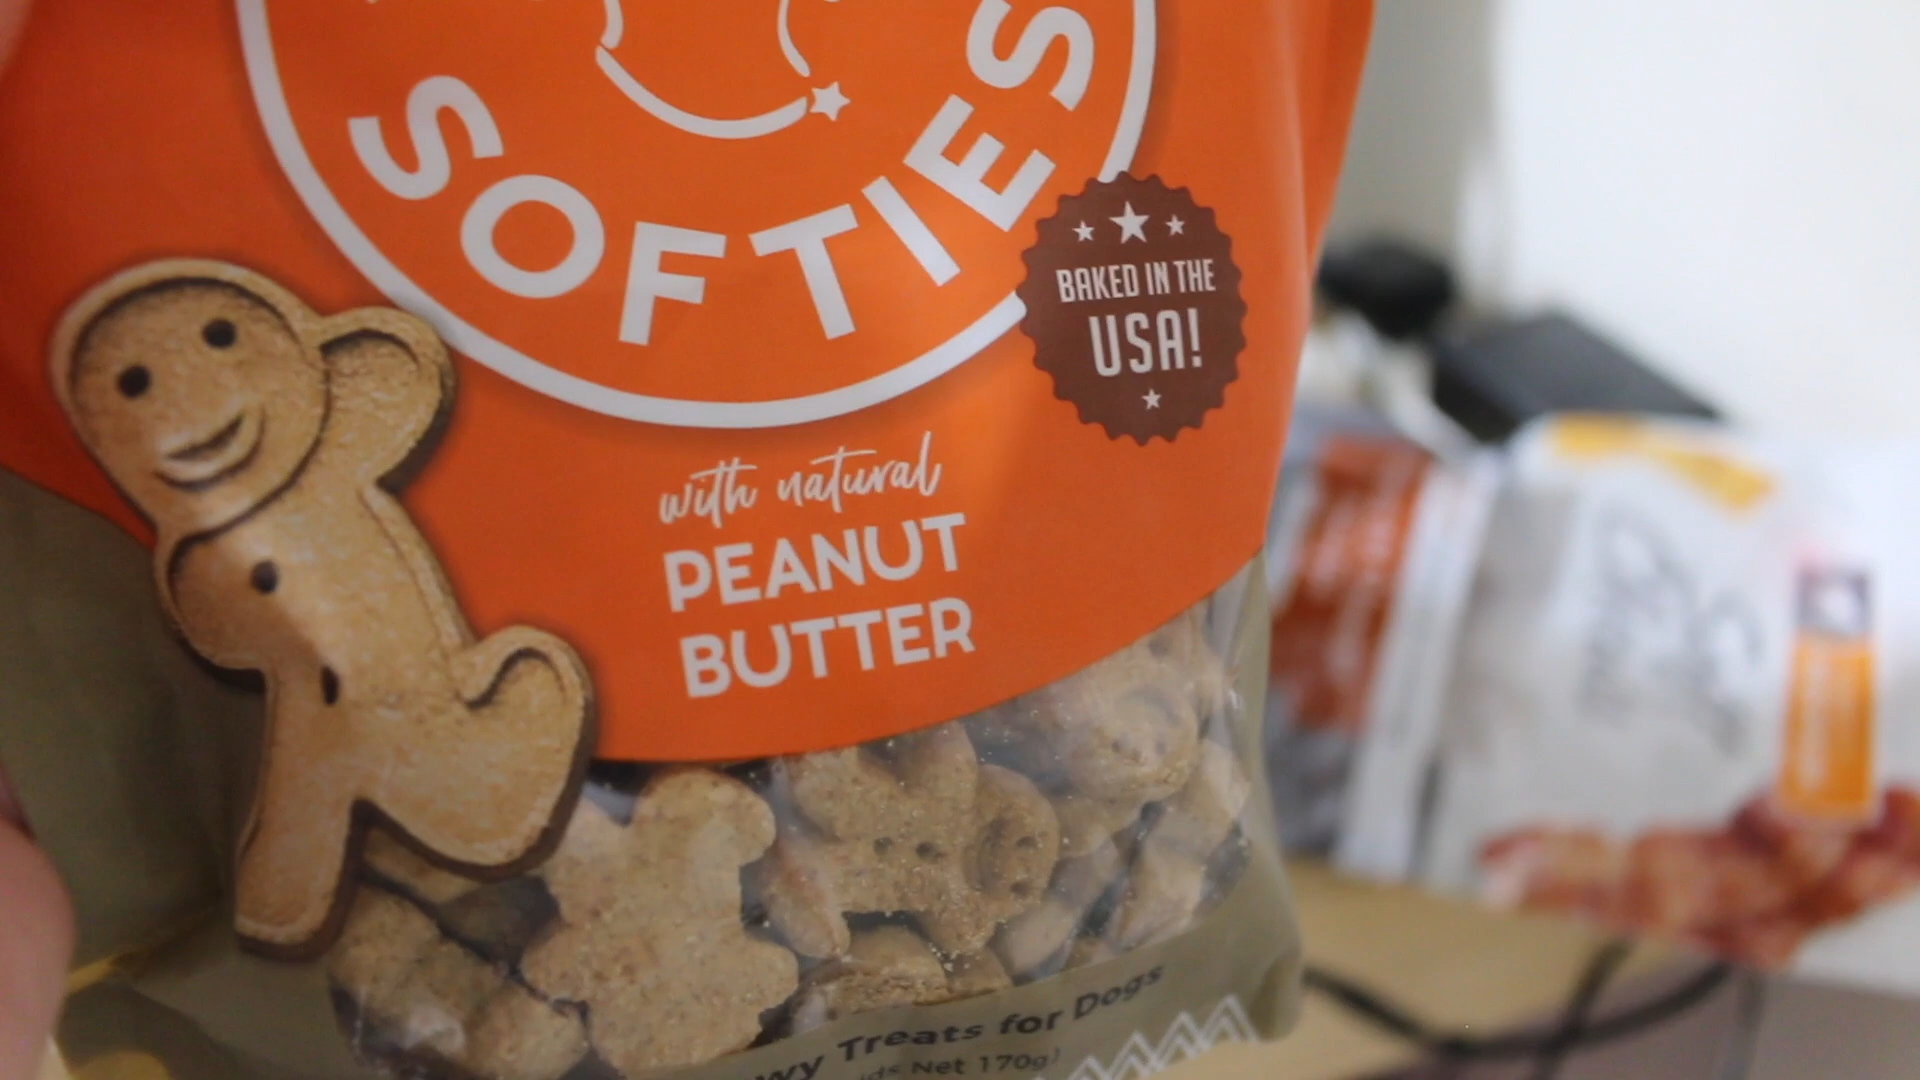 SOFTIES
BAKED IN THE
USA!
with natural
PEANUT
BUTTER
Treats for Dogs
Net 170g)